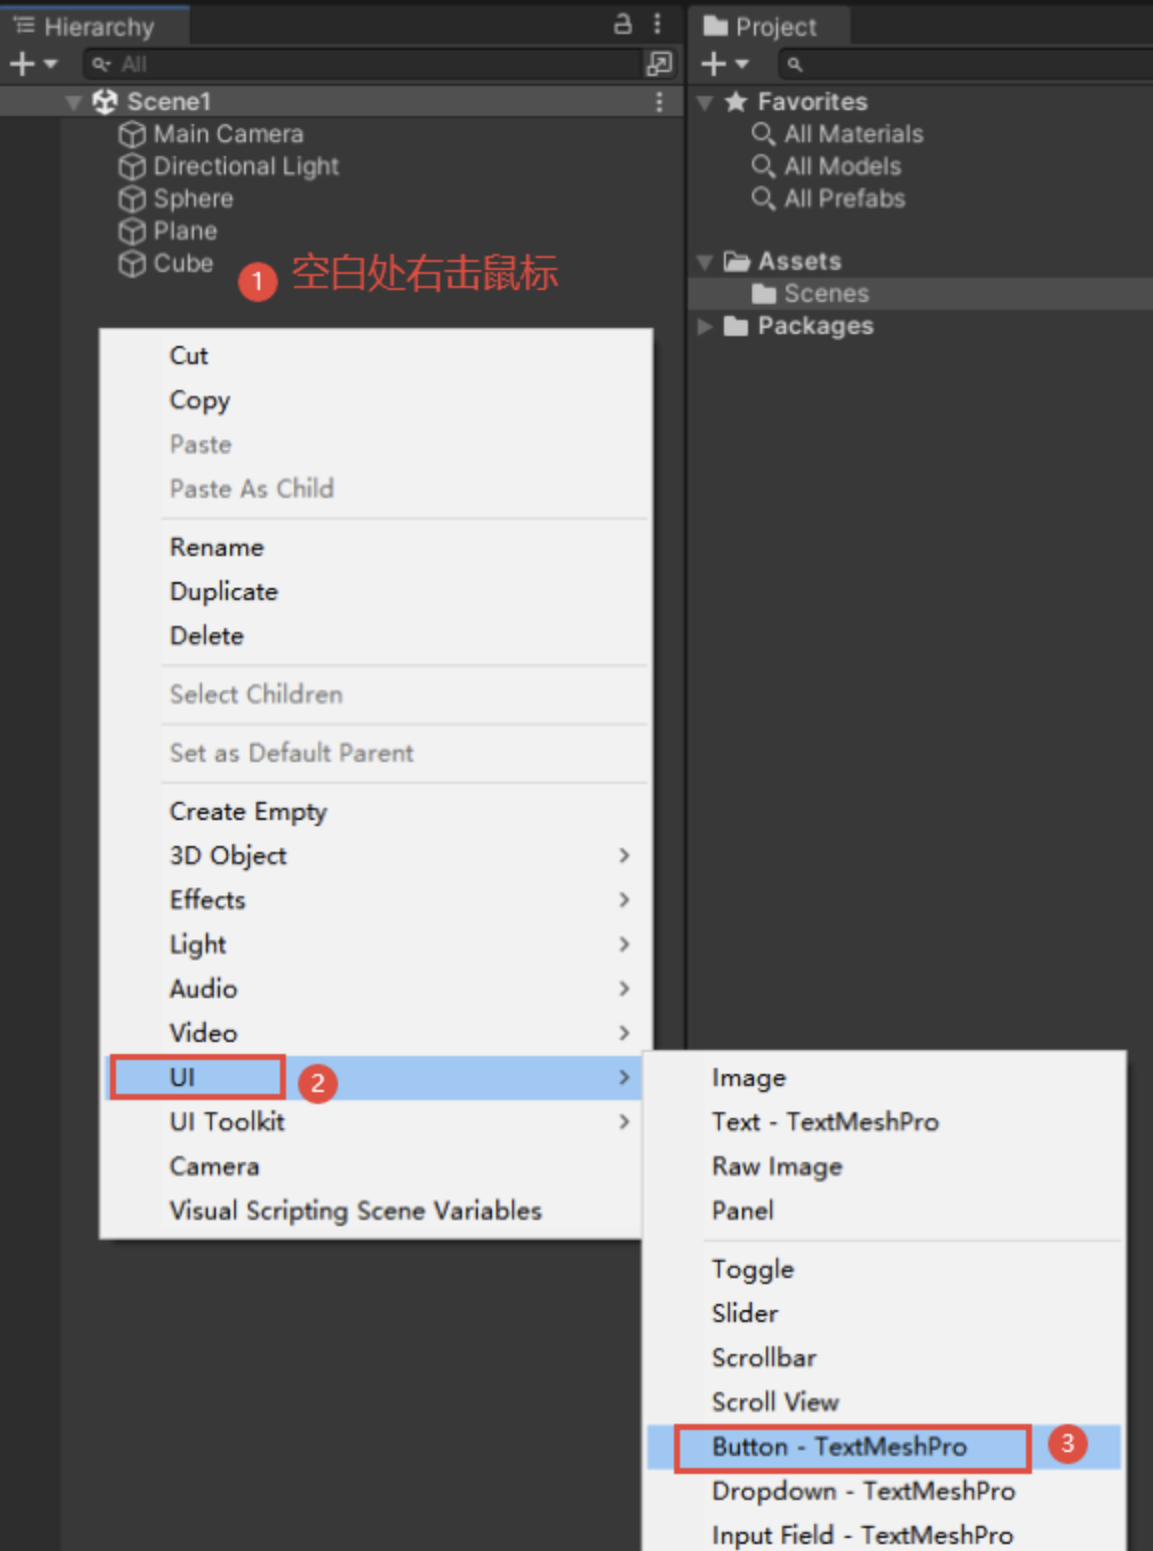 Hierarchy
All
Scene1
Main Camera
Directional Light
Sphere
Plane
Cube
1 空白处右击鼠标
Cut
Copy
Paste
Paste As Child
Rename
Duplicate
Delete
Select Children
Set as Default Parent
Create Empty
3D Object
Effects
Light
Audio
Video
UI 2
UI Toolkit
Camera
Visual Scripting Scene Variables
Project
Favorites
All Materials
All Models
All Prefabs
Assets
Scenes
Packages
Image
Text - TextMeshPro
Raw Image
Panel
Toggle
Slider
Scrollbar
Scroll View
Button - TextMeshPro 3
Dropdown - TextMeshPro
Input Field - TextMeshPro